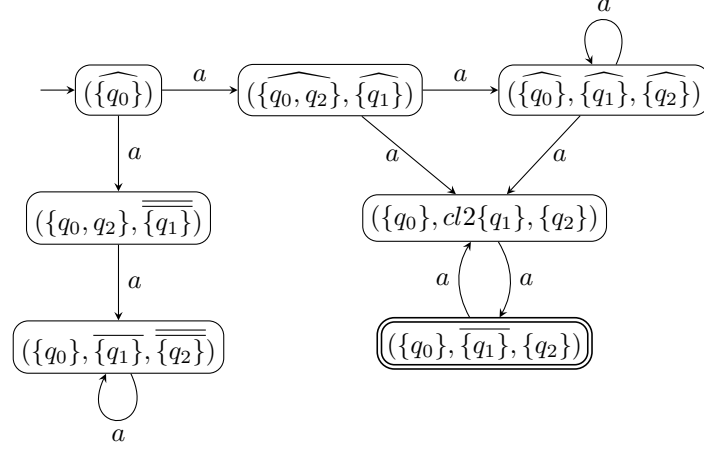 a
({q₀}) a ({q₀, q₂}, {q₁}) a ({q₀}, {q₁}, {q₂})
a a a
({q₀, q₂}, {q₁}) ({q₀}, cl2{q₁}, {q₂})
a a a
({q₀}, {q₁}, {q₂}) ({q₀}, {q₁}, {q₂})
a